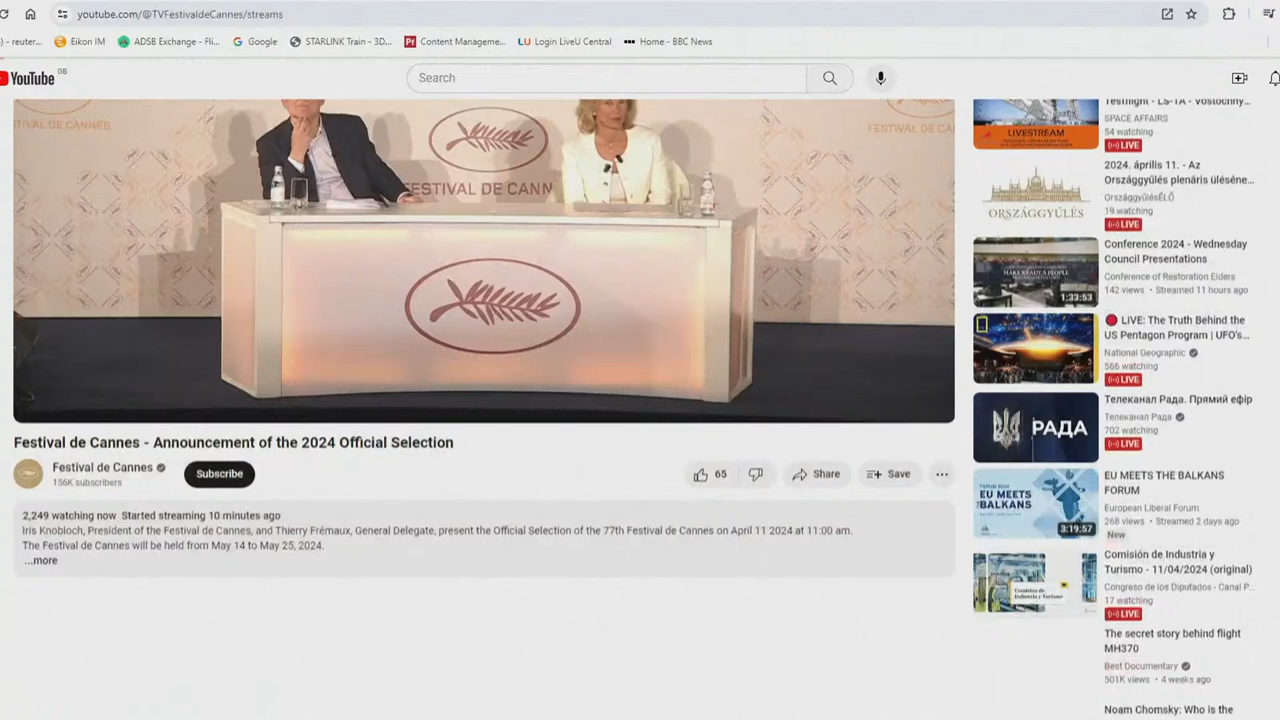 youtube.com/@TVFestivaldeCannes/streams
) - reuter...
Eikon IM
ADSB Exchange - Fli...
Google
STARLINK Train - 3D...
Content Manageme...
Login LiveU Central
Home - BBC News
YouTube GB
Search
FESTIVAL DE CANN
Festival de Cannes - Announcement of the 2024 Official Selection
Festival de Cannes
156K subscribers
Subscribe
65
Share
Save
2,249 watching now Started streaming 10 minutes ago
Iris Knobloch, President of the Festival de Cannes, and Thierry Frémaux, General Delegate, present the Official Selection of the 77th Festival de Cannes on April 11 2024 at 11:00 am.
The Festival de Cannes will be held from May 14 to May 25, 2024.
...more
LIVESTREAM
SPACE AFFAIRS
54 watching
LIVE
ORSZÁGGYŰLÉS
2024. április 11. - Az
Országgyűlés plenáris üléséne...
OrszággyűlésÉLŐ
19 watching
LIVE
MAKE READY A PEOPLE
1:33:53
Conference 2024 - Wednesday
Council Presentations
Conference of Restoration Elders
142 views • Streamed 11 hours ago
LIVE: The Truth Behind the
US Pentagon Program | UFO's...
National Geographic
566 watching
LIVE
РАДА
Телеканал Рада. Прямий ефір
Телеканал Рада
702 watching
LIVE
EU MEETS
BALKANS
3:19:57
EU MEETS THE BALKANS
FORUM
European Liberal Forum
268 views • Streamed 2 days ago
New
Comisión de
Industria y Turismo
Comisión de Industria y
Turismo - 11/04/2024 (original)
Congreso de los Diputados - Canal P...
17 watching
LIVE
The secret story behind flight
MH370
Best Documentary
501K views • 4 weeks ago
Noam Chomsky: Who is the